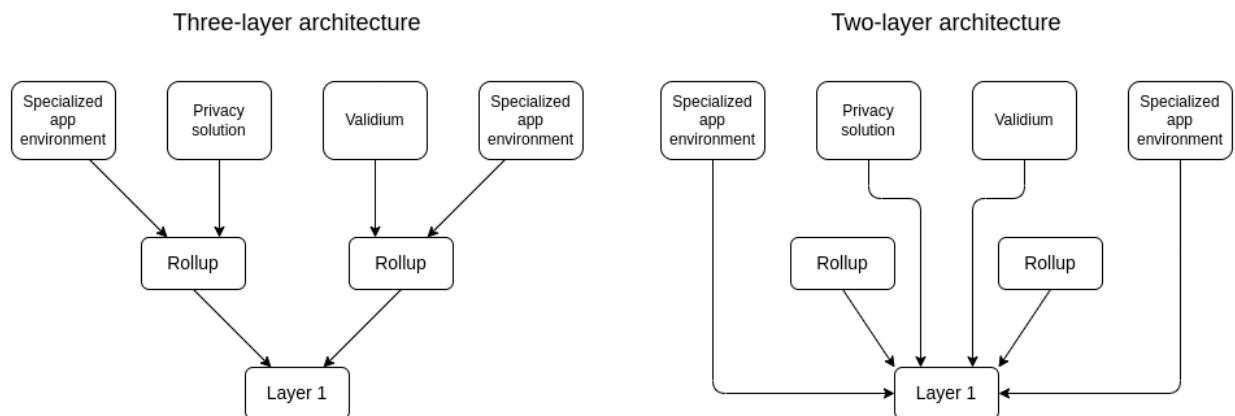 Three-layer architecture
Specialized
app
environment
Privacy
solution
Validium
Specialized
app
environment
Rollup
Rollup
Layer 1
Two-layer architecture
Specialized
app
environment
Privacy
solution
Validium
Specialized
app
environment
Rollup
Rollup
Layer 1